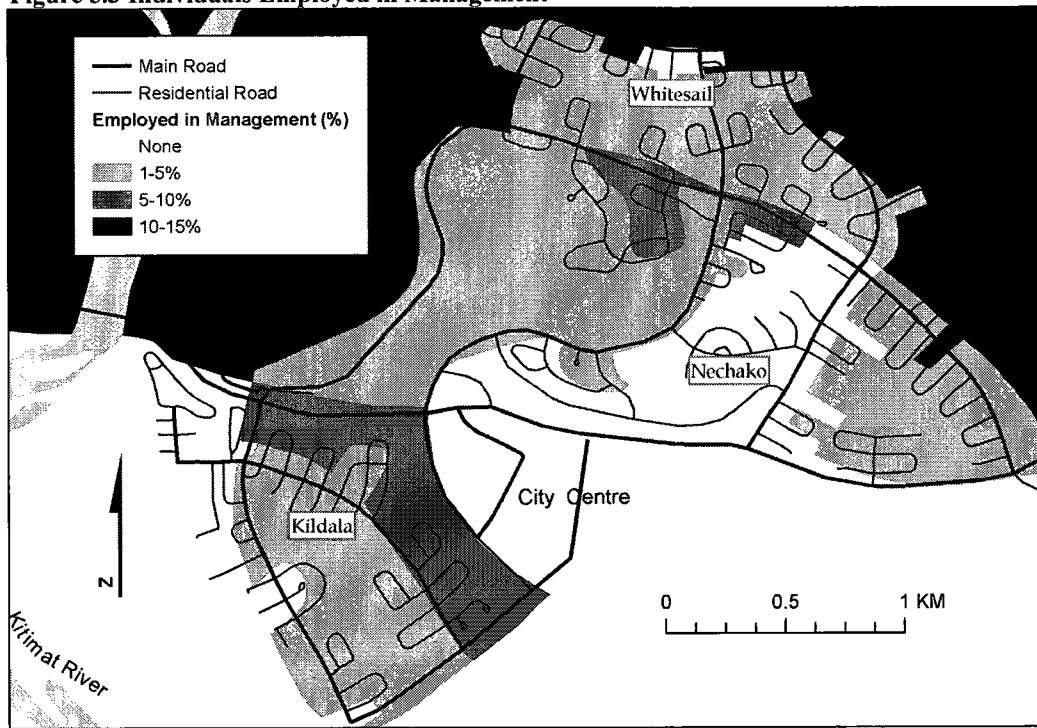 Figure 5.5 Individuals Employed in Management
Main Road
Residential Road
Employed in Management (%)
None
1-5%
5-10%
10-15%
Whitesail
Nechako
City Centre
Kildala
N
0 0.5 1 KM
Kitimat River